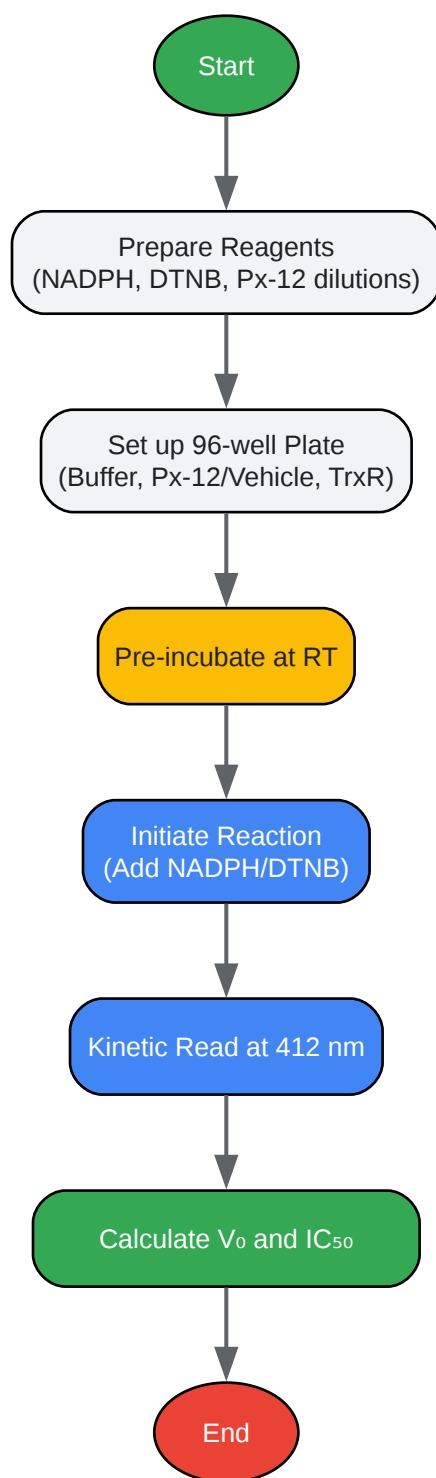 Start
Prepare Reagents
(NADPH, DTNB, Px-12 dilutions)
Set up 96-well Plate
(Buffer, Px-12/Vehicle, TrxR)
Pre-incubate at RT
Initiate Reaction
(Add NADPH/DTNB)
Kinetic Read at 412 nm
Calculate V₀ and IC₅₀
End